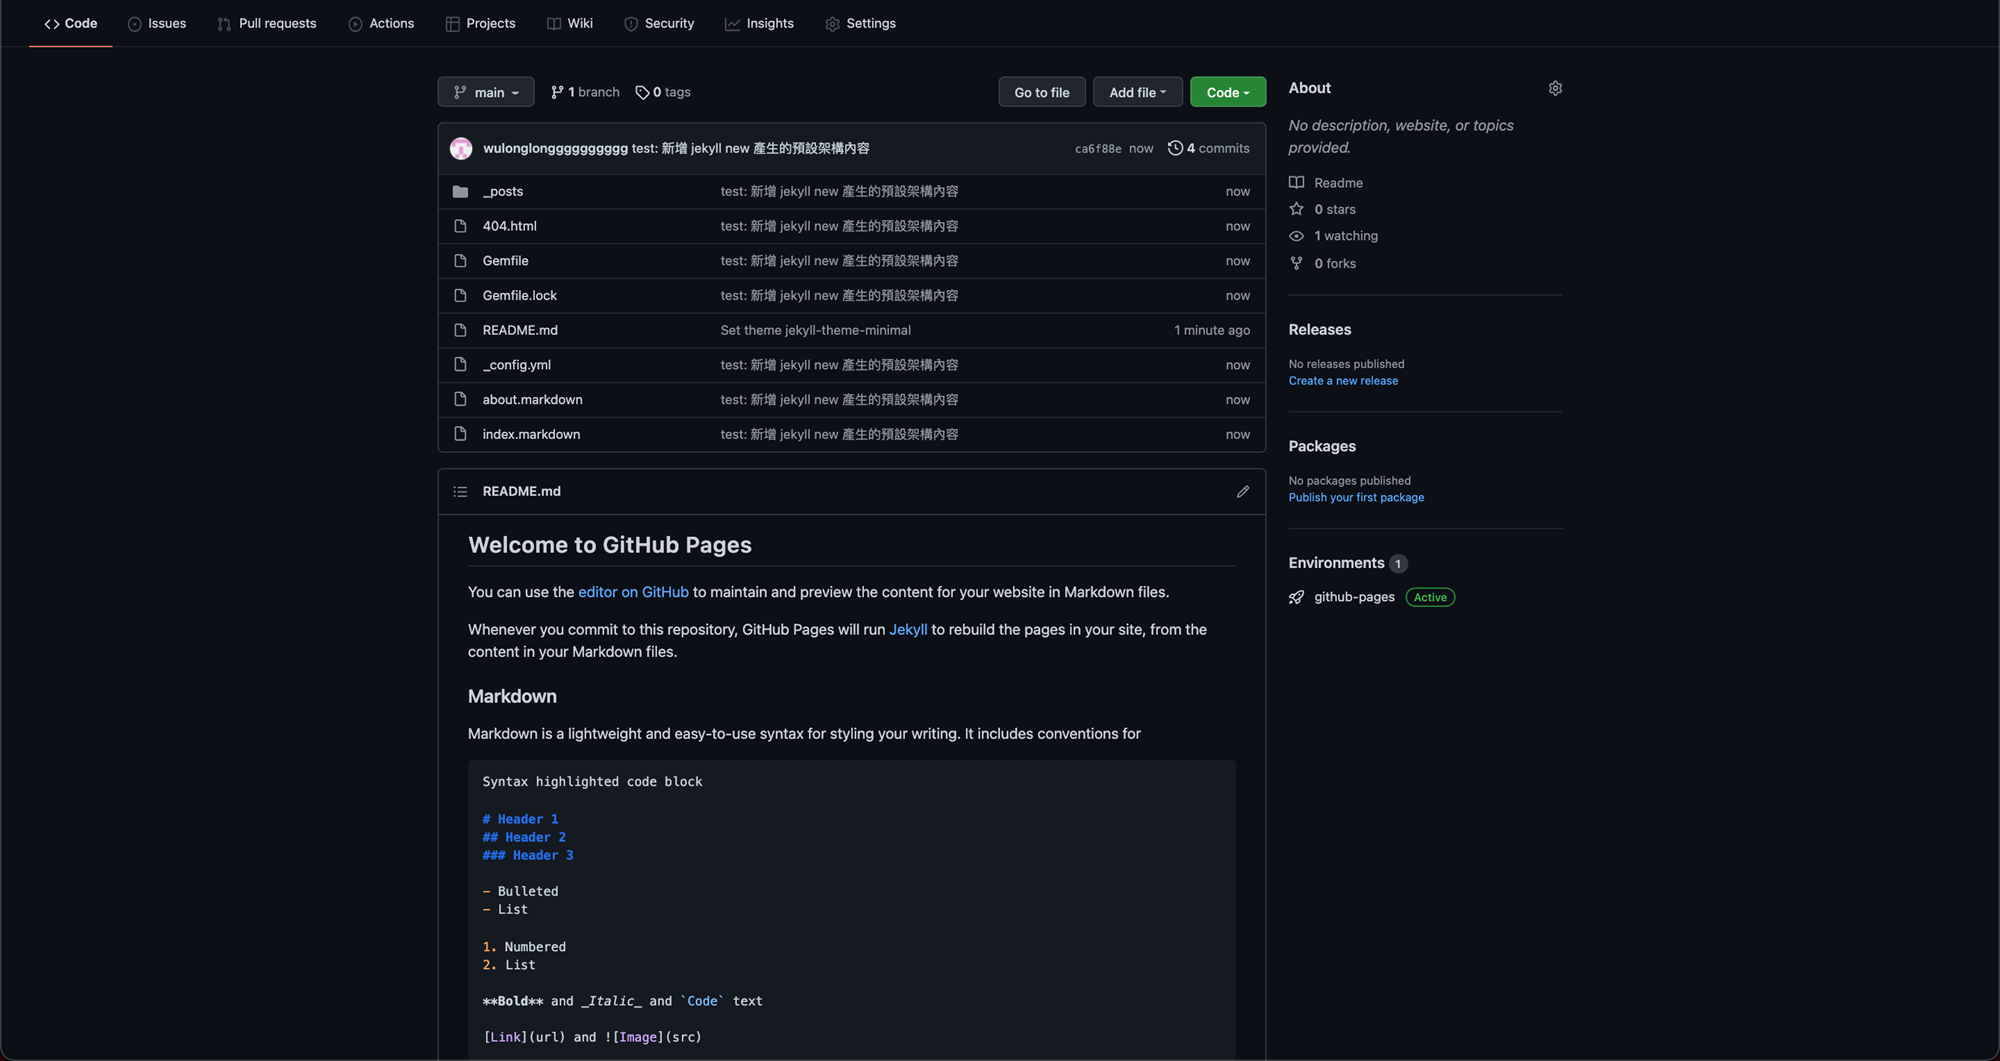 Code Issues Pull requests Actions Projects Wiki Security Insights Settings
main 1 branch 0 tags Go to file Add file Code
wulonglongggggggggg test: 新增 jekyll new 產生的預設架構內容 ca6f88e now 4 commits
_posts test: 新增 jekyll new 產生的預設架構內容 now
404.html test: 新增 jekyll new 產生的預設架構內容 now
Gemfile test: 新增 jekyll new 產生的預設架構內容 now
Gemfile.lock test: 新增 jekyll new 產生的預設架構內容 now
README.md Set theme jekyll-theme-minimal 1 minute ago
_config.yml test: 新增 jekyll new 產生的預設架構內容 now
about.markdown test: 新增 jekyll new 產生的預設架構內容 now
index.markdown test: 新增 jekyll new 產生的預設架構內容 now
README.md
Welcome to GitHub Pages
You can use the editor on GitHub to maintain and preview the content for your website in Markdown files.
Whenever you commit to this repository, GitHub Pages will run Jekyll to rebuild the pages in your site, from the
content in your Markdown files.
Markdown
Markdown is a lightweight and easy-to-use syntax for styling your writing. It includes conventions for
Syntax highlighted code block
# Header 1
## Header 2
### Header 3
- Bulleted
- List
1. Numbered
2. List
**Bold** and _Italic_ and `Code` text
[Link](url) and ![Image](src)
About
No description, website, or topics
provided.
Readme
0 stars
1 watching
0 forks
Releases
No releases published
Create a new release
Packages
No packages published
Publish your first package
Environments 1
github-pages Active